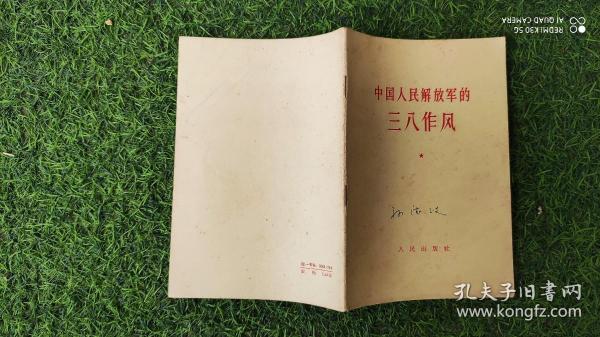 中国人民解放军的
三八作风
人民出版社
REDMI K30 5G
AI QUAD CAMERA
孔夫子旧书网
www.kongfz.com